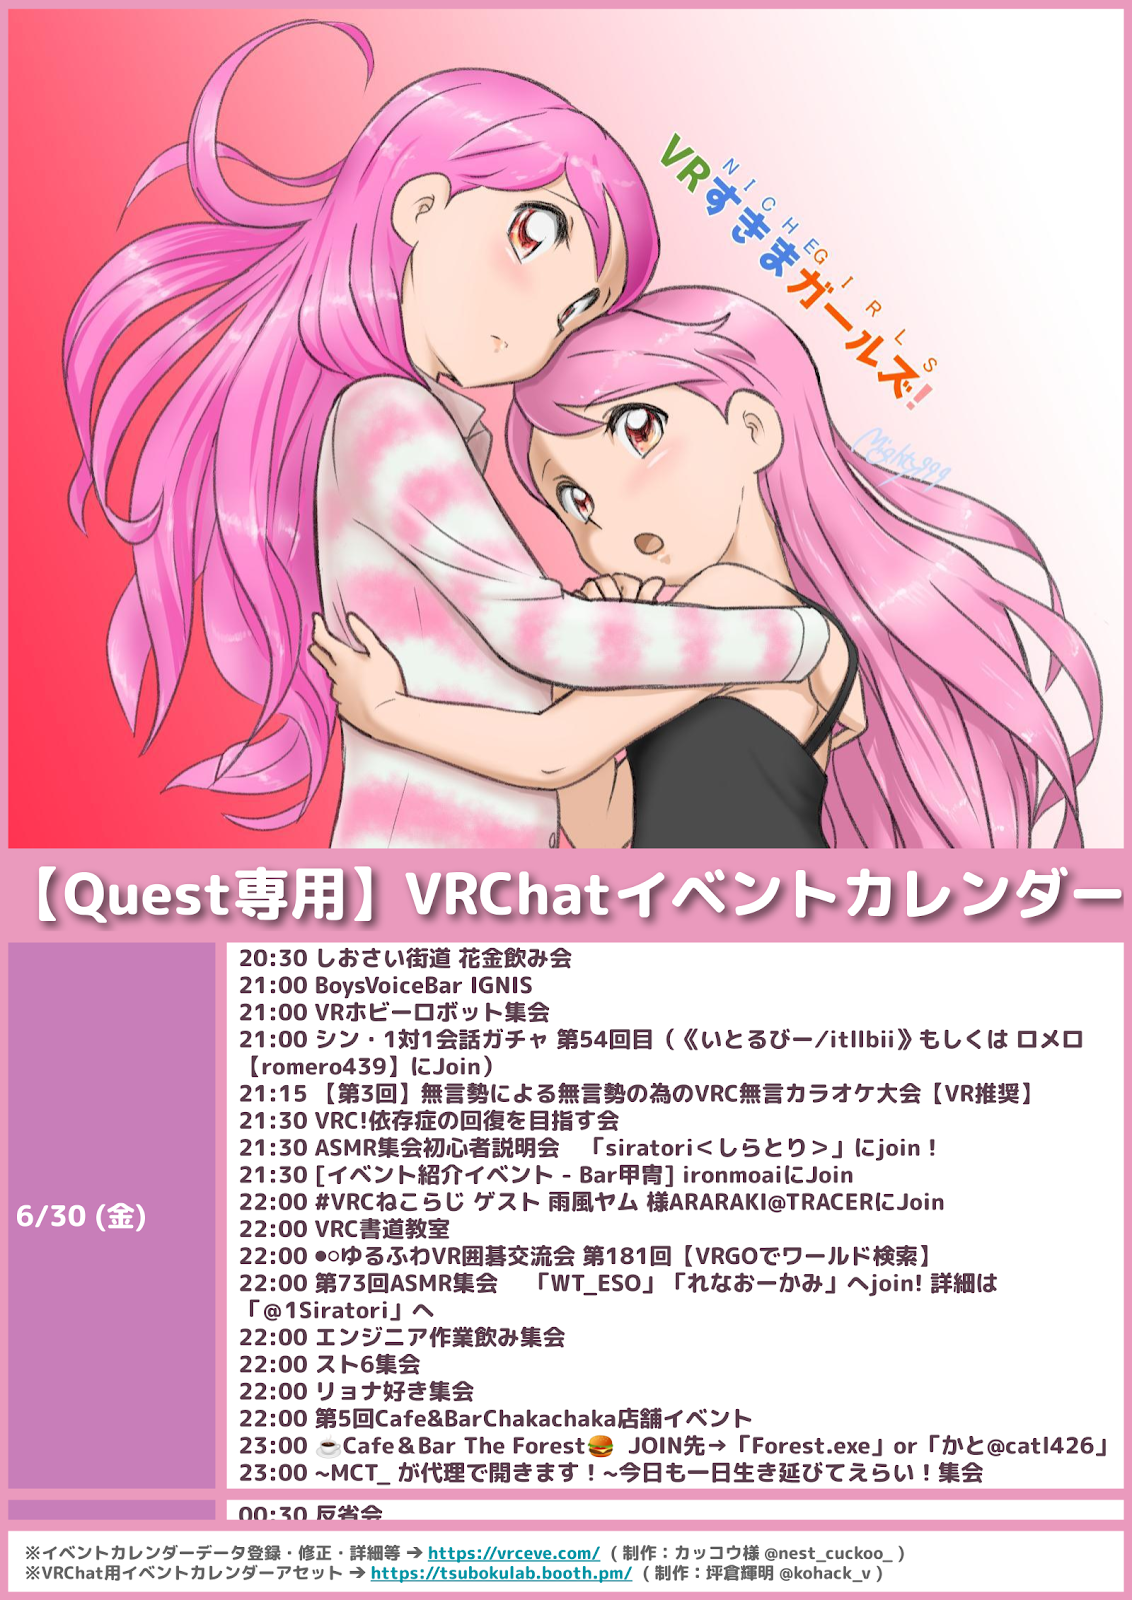 NICHE GIRLS
VRすきまガールズ!
Mighty999
【Quest専用】VRChatイベントカレンダー
6/30 (金)
20:30 しおさい街道 花金飲み会
21:00 BoysVoiceBar IGNIS
21:00 VRホビーロボット集会
21:00 シン・1対1会話ガチャ 第54回目（《いとるびー/itllbii》もしくは ロメロ
【romero439】にJoin）
21:15 【第3回】無言勢による無言勢の為のVRC無言カラオケ大会【VR推奨】
21:30 VRC!依存症の回復を目指す会
21:30 ASMR集会初心者説明会　「siratori＜しらとり＞」にjoin！
21:30 [イベント紹介イベント - Bar甲冑] ironmoaiにJoin
22:00 #VRCねこらじ ゲスト 雨風ヤム 様ARARAKI@TRACERにJoin
22:00 VRC書道教室
22:00 ●○ゆるふわVR囲碁交流会 第181回【VRGOでワールド検索】
22:00 第73回ASMR集会　「WT_ESO」「れなおーかみ」へjoin! 詳細は
「@1Siratori」へ
22:00 エンジニア作業飲み集会
22:00 スト6集会
22:00 リョナ好き集会
22:00 第5回Cafe&BarChakachaka店舗イベント
23:00 ☕Cafe＆Bar The Forest🍔 JOIN先→「Forest.exe」or「かと@catl426」
23:00 ~MCT_ が代理で開きます！~今日も一日生き延びてえらい！集会
00:30 反省会
※イベントカレンダーデータ登録・修正・詳細等 ➔ https://vrceve.com/ （制作：カッコウ様 @nest_cuckoo_）
※VRChat用イベントカレンダーアセット ➔ https://tsubokulab.booth.pm/ （制作：坪倉輝明 @kohack_v）